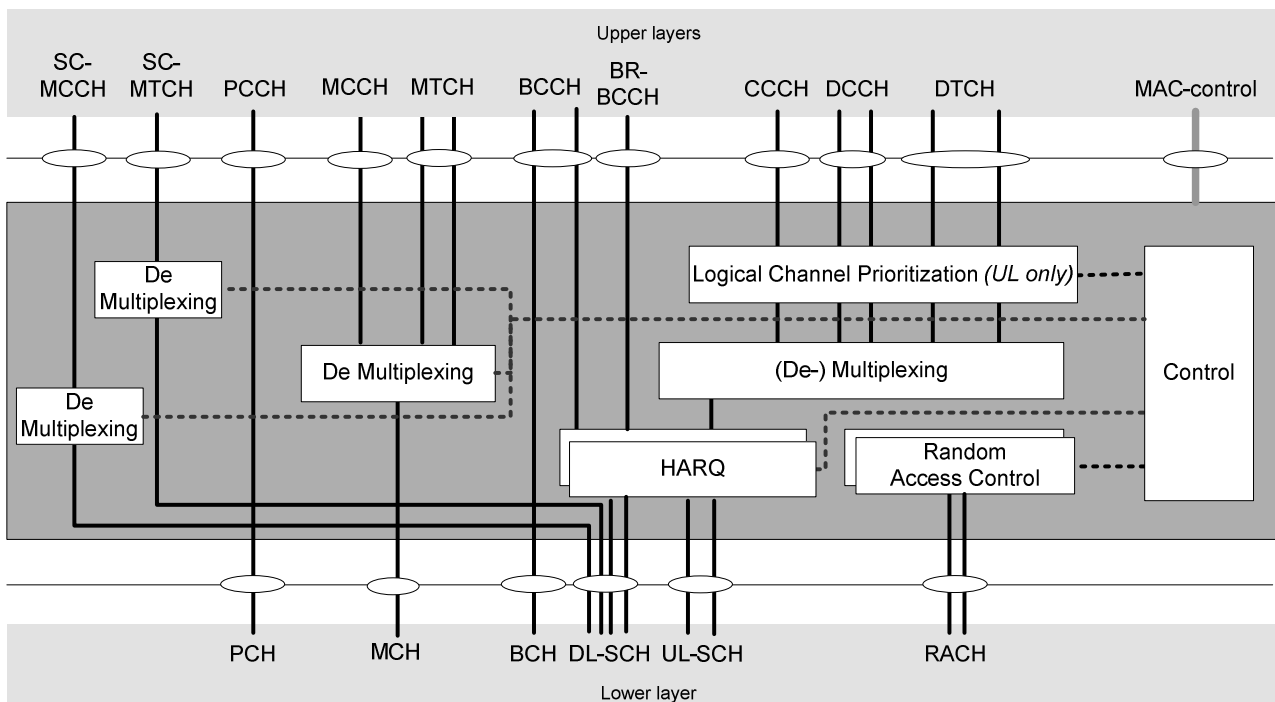 Upper layers
SC-
MCCH
SC-
MTCH
PCCH
MCCH
MTCH
BCCH
BR-
BCCH
CCCH
DCCH
DTCH
MAC-control
De
Multiplexing
Logical Channel Prioritization (UL only)
De Multiplexing
(De-) Multiplexing
Control
De
Multiplexing
HARQ
Random
Access Control
PCH
MCH
BCH
DL-SCH
UL-SCH
RACH
Lower layer